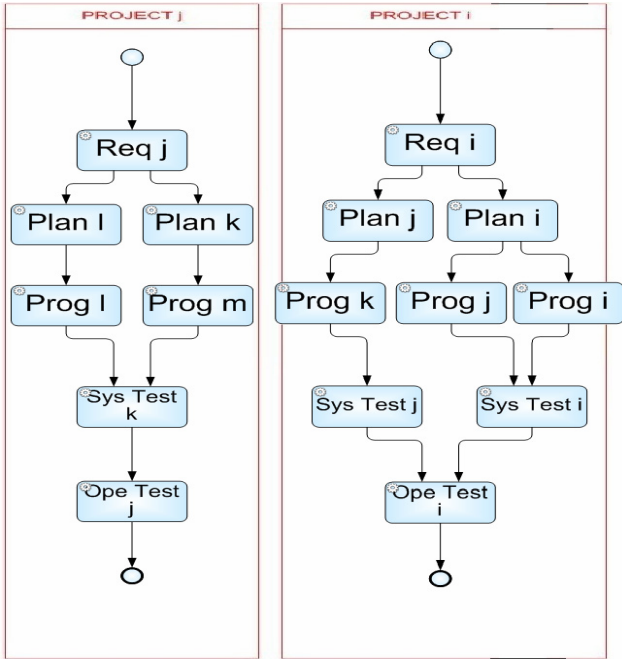 PROJECT j
Req j
Plan l
Plan k
Prog l
Prog m
Sys Test
k
Ope Test
j
PROJECT i
Req i
Plan j
Plan i
Prog k
Prog j
Prog i
Sys Test j
Sys Test i
Ope Test
i